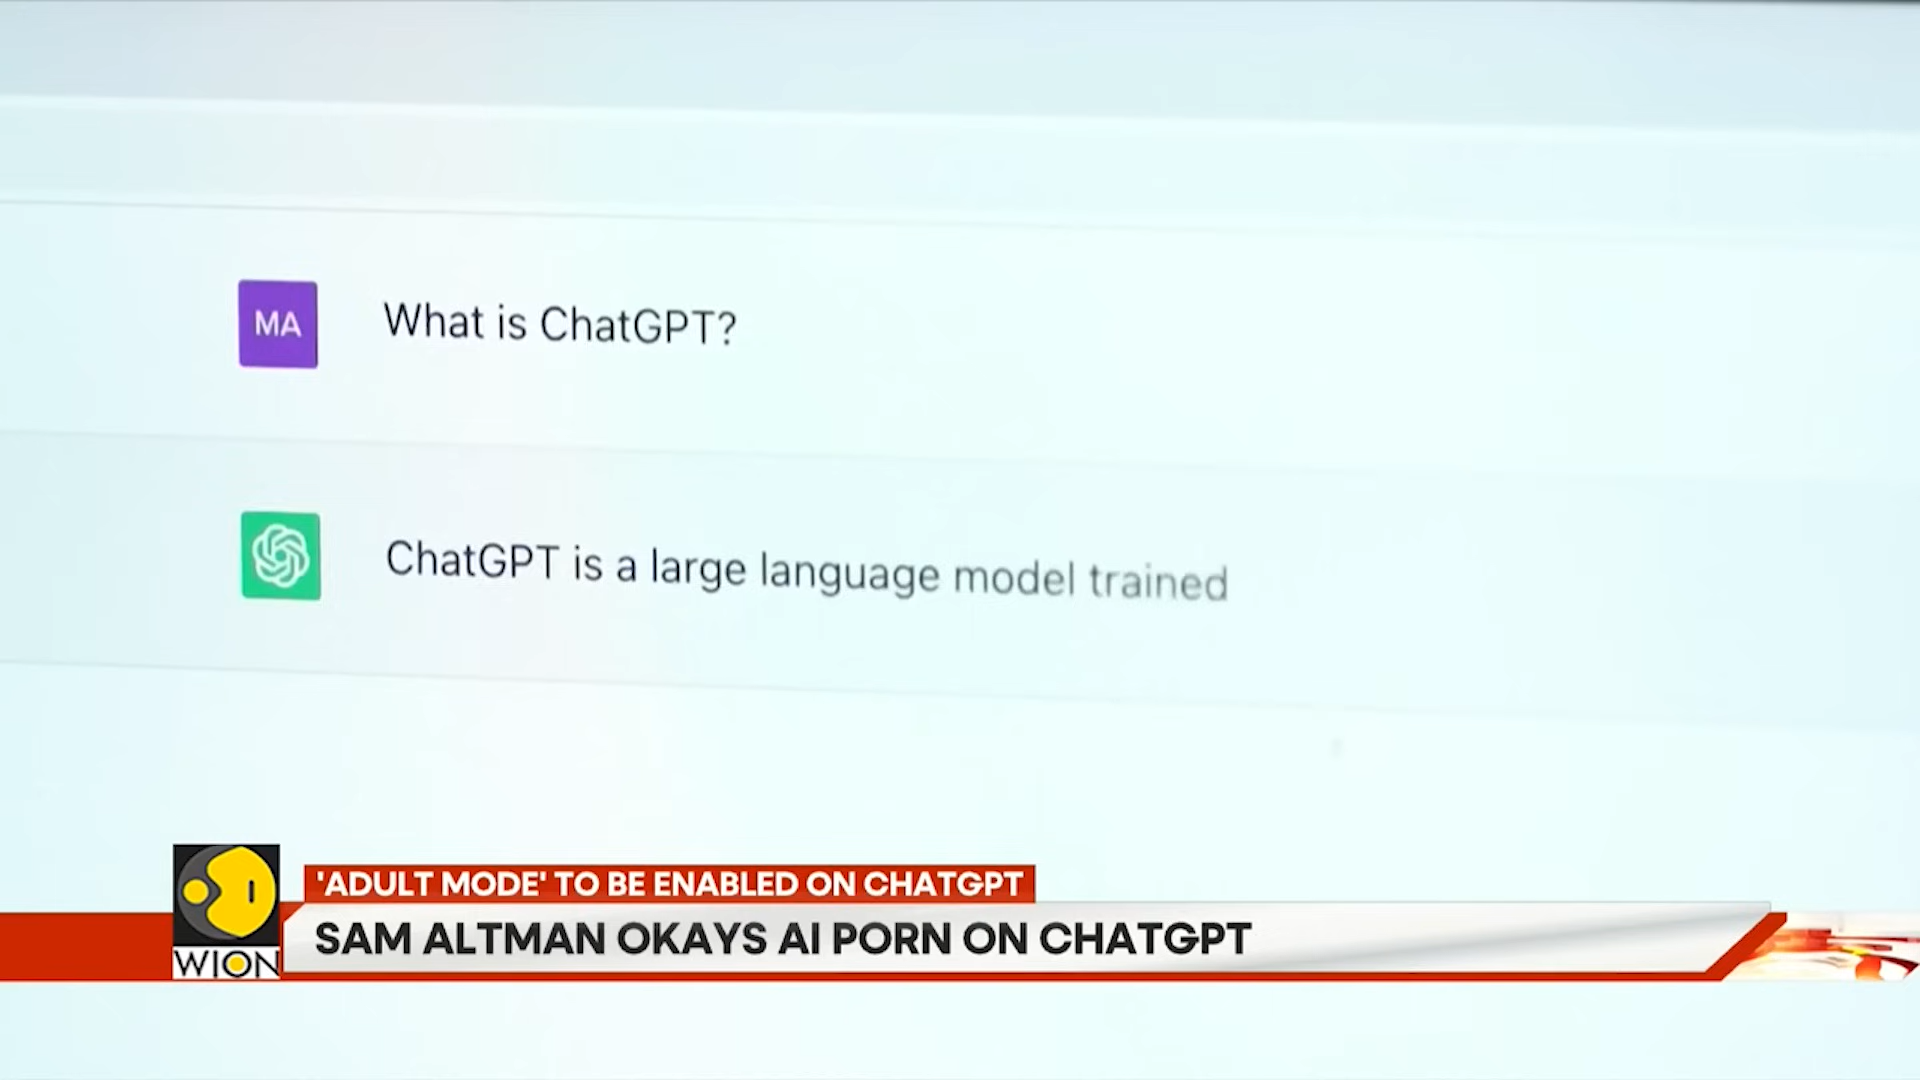 MA
What is ChatGPT?
ChatGPT is a large language model trained
'ADULT MODE' TO BE ENABLED ON CHATGPT
SAM ALTMAN OKAYS AI PORN ON CHATGPT
WION